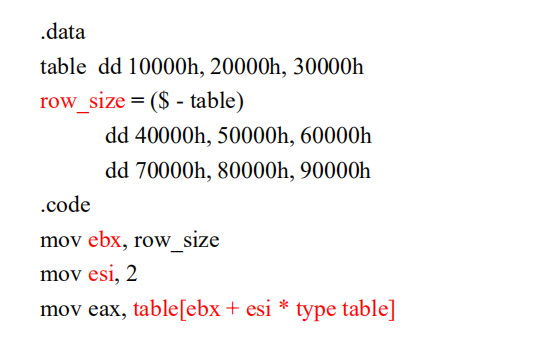 .data
table dd 10000h, 20000h, 30000h
row_size = ($ - table)
dd 40000h, 50000h, 60000h
dd 70000h, 80000h, 90000h
.code
mov ebx, row_size
mov esi, 2
mov eax, table[ebx + esi * type table]